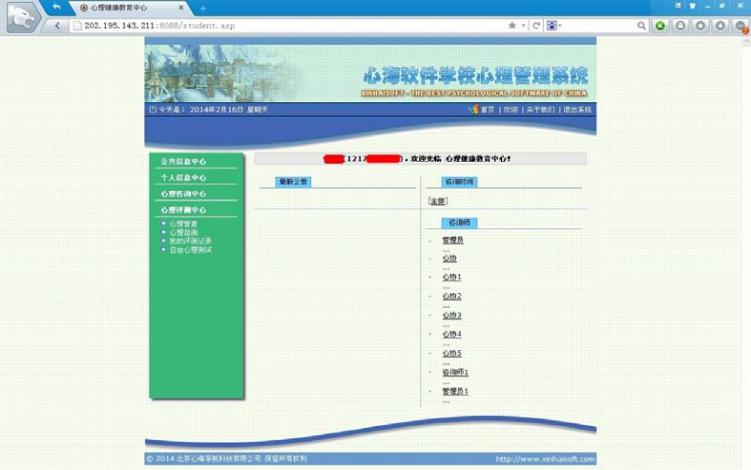 心理健康教育中心
202.195.143.211:8088/student.asp
心海软件学校心理管理系统
XINHAISOFT - THE BEST PSYCHOLOGICAL SOFTWARE OF CHINA
今天是: 2014年2月16日 星期天
首页 | 欢迎 | 关于我们 | 退出系统
(1212 ), 欢迎光临 心理健康教育中心!
公共信息中心
个人信息中心
心理咨询中心
心理评测中心
心理普查
心理自测
我的评测记录
自由心理测试
最新公告
咨询时间
[全部]
咨询师
· 管理员
...
· 心协
...
· 心协1
...
· 心协2
...
· 心协3
...
· 心协4
...
· 心协5
...
· 咨询师1
...
· 管理员1
...
© 2014 北京心海导航科技有限公司 保留所有权利
http://www.xinhaisoft.com